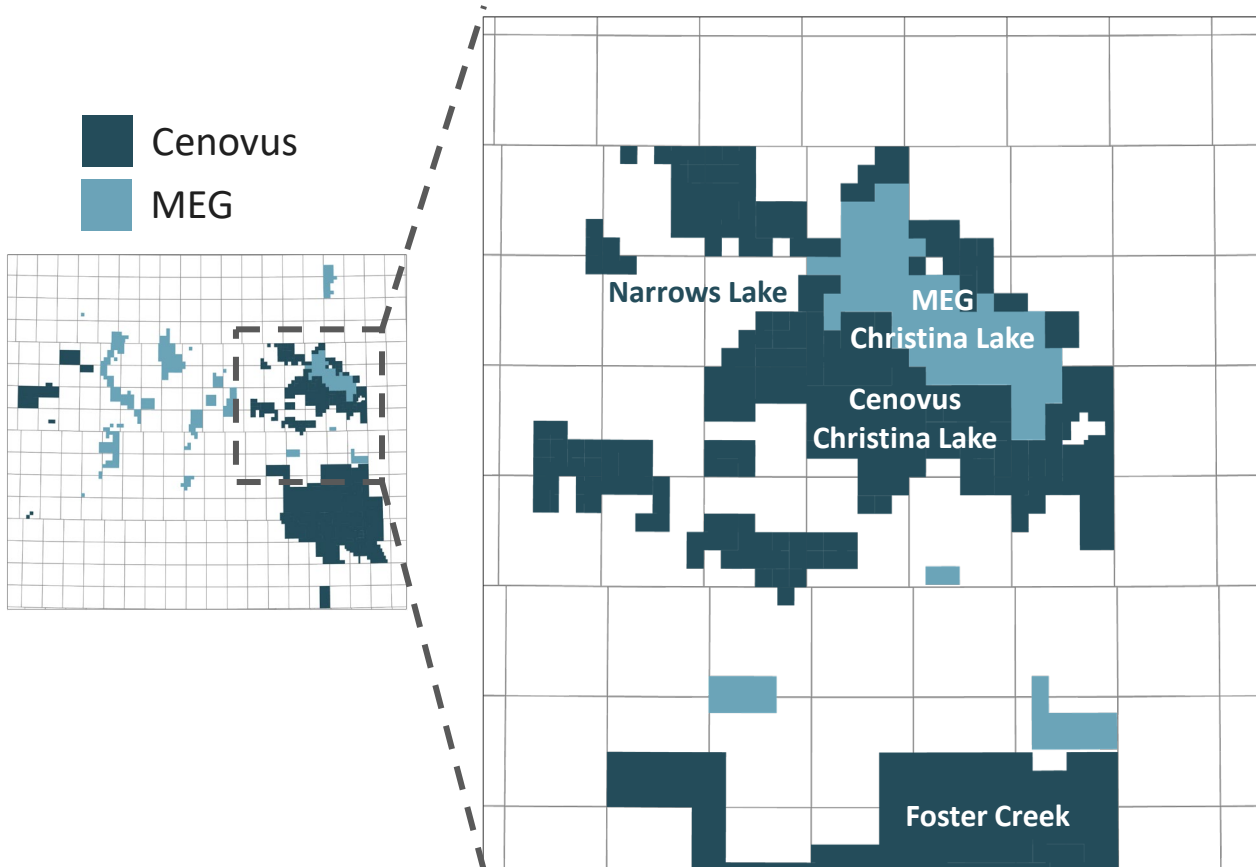 Cenovus
MEG
Narrows Lake
MEG
Christina Lake
Cenovus
Christina Lake
Foster Creek